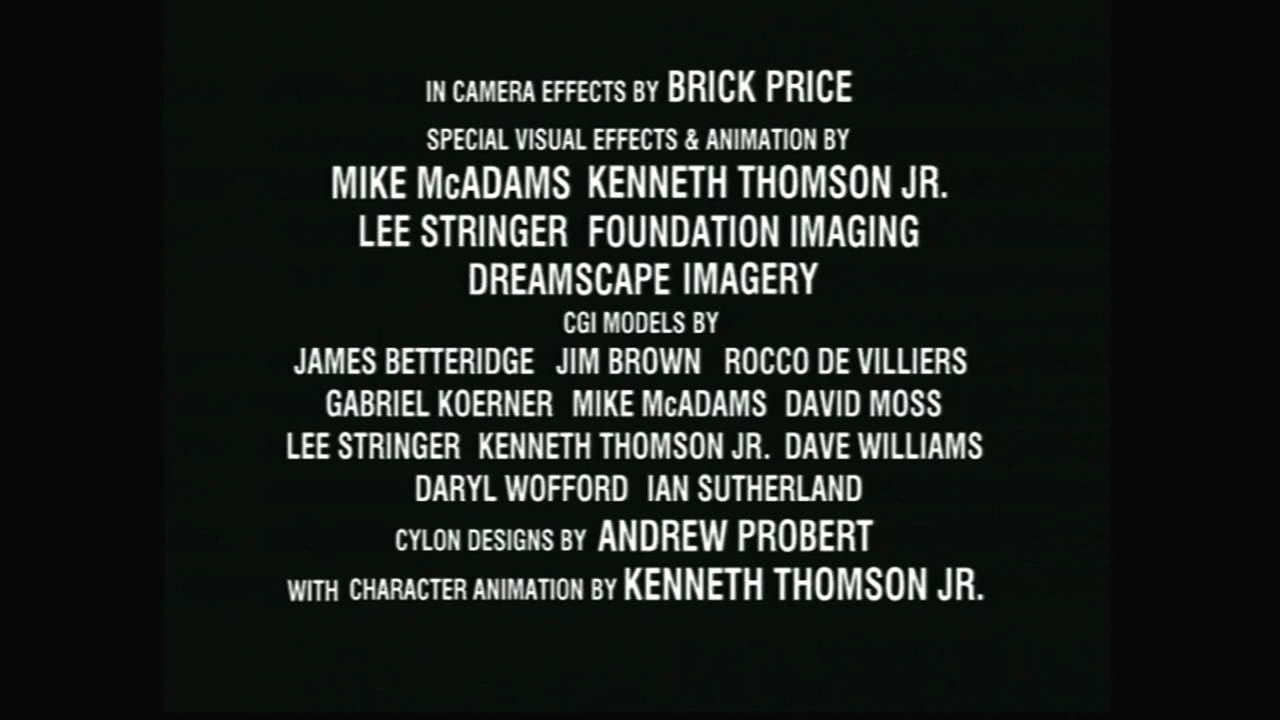 IN CAMERA EFFECTS BY BRICK PRICE
SPECIAL VISUAL EFFECTS & ANIMATION BY
MIKE McADAMS KENNETH THOMSON JR.
LEE STRINGER FOUNDATION IMAGING
DREAMSCAPE IMAGERY
CGI MODELS BY
JAMES BETTERIDGE JIM BROWN ROCCO DE VILLIERS
GABRIEL KOERNER MIKE McADAMS DAVID MOSS
LEE STRINGER KENNETH THOMSON JR. DAVE WILLIAMS
DARYL WOFFORD IAN SUTHERLAND
CYLON DESIGNS BY ANDREW PROBERT
WITH CHARACTER ANIMATION BY KENNETH THOMSON JR.